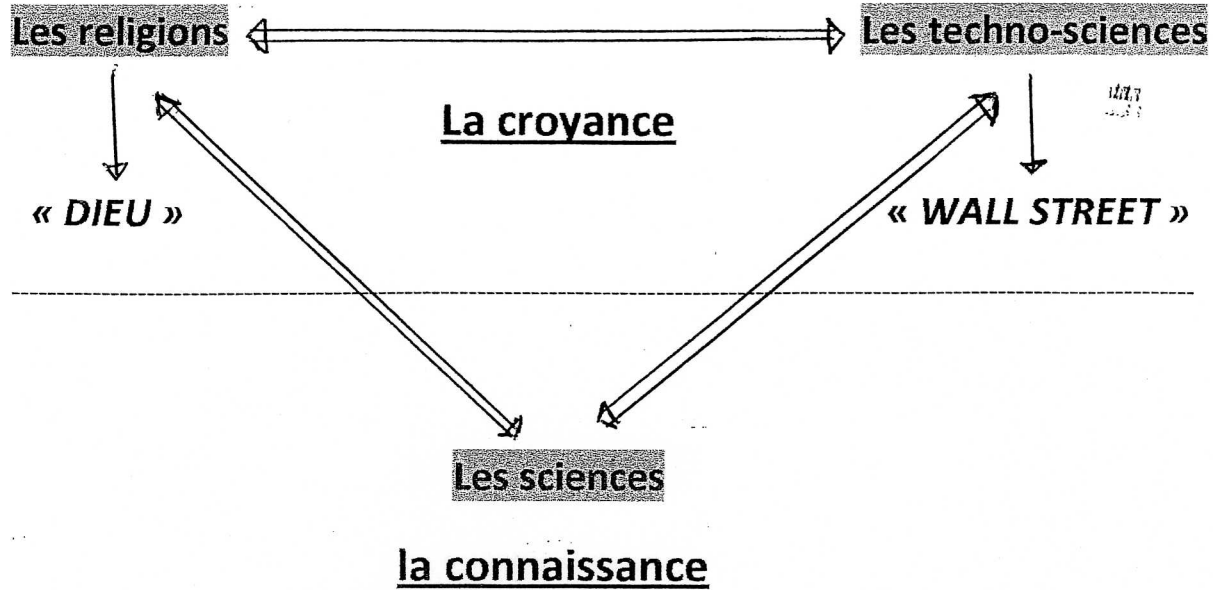 Les religions
Les techno-sciences
La croyance
« DIEU »
« WALL STREET »
Les sciences
la connaissance